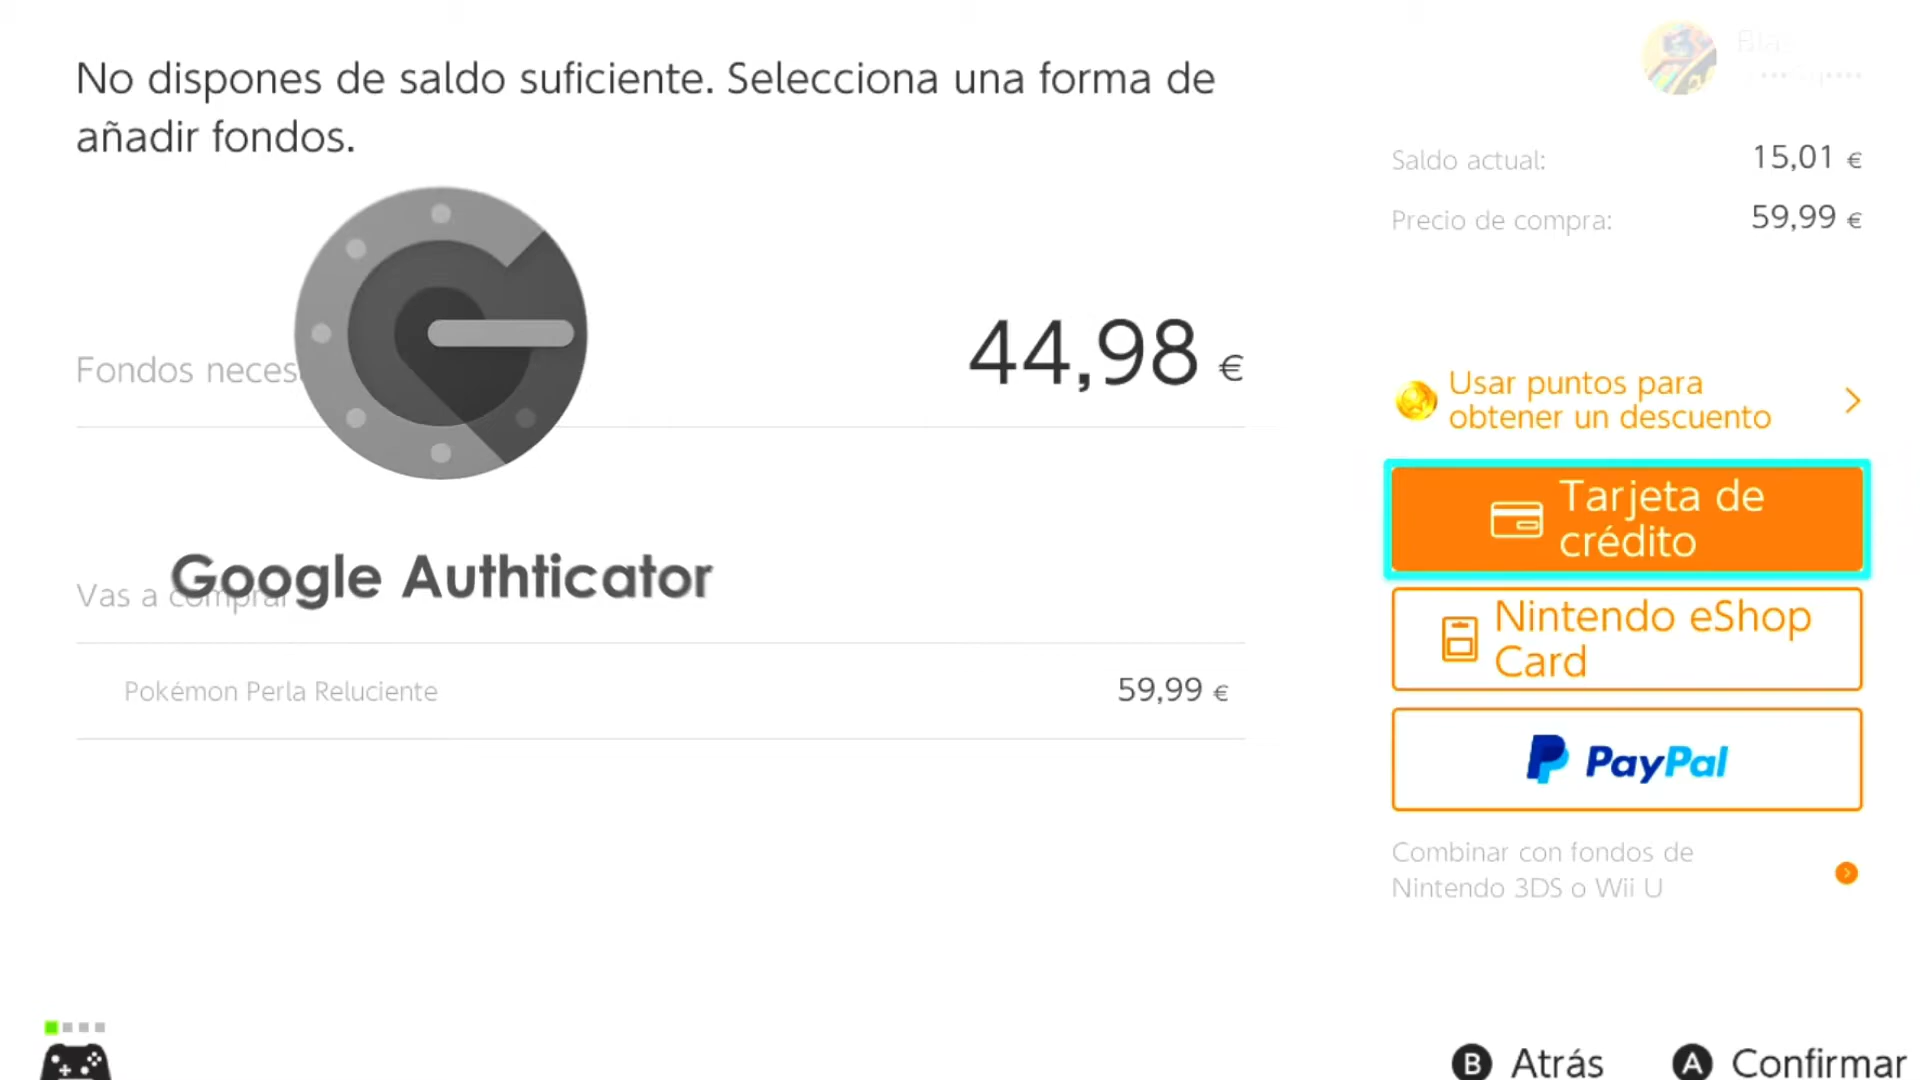 No dispones de saldo suficiente. Selecciona una forma de
añadir fondos.
Saldo actual: 15,01 €
Precio de compra: 59,99 €
Fondos 44,98 €
Usar puntos para
obtener un descuento
Tarjeta de
crédito
Google Authticator
Vas a comprar
Nintendo eShop
Card
Pokémon Perla Reluciente 59,99 €
PayPal
Combinar con fondos de
Nintendo 3DS o Wii U
B Atrás A Confirmar